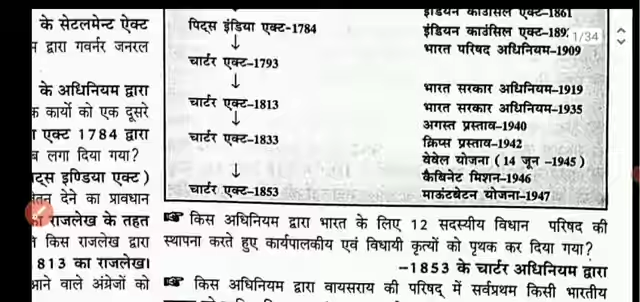 के सेटलमेन्ट ऐक्ट
द्वारा गवर्नर जनरल
के अधिनियम द्वारा
क कार्यो को एक दूसरे
एक्ट 1784 द्वारा
लगा दिया गया?
इण्डिया एक्ट)
देने का प्रावधान
राजलेख के तहत
किस राजलेख द्वारा
813 का राजलेख।
आने वाले अंग्रेजों को
पिट्स इंडिया एक्ट-1784
↓
चार्टर एक्ट-1793
↓
चार्टर एक्ट-1813
↓
चार्टर एक्ट-1833
↓
चार्टर एक्ट-1853
इंडियन काउंसिल एक्ट-1861
इंडियन काउंसिल एक्ट-189
1/34
भारत परिषद अधिनियम-1909
भारत सरकार अधिनियम-1919
भारत सरकार अधिनियम-1935
अगस्त प्रस्ताव-1940
क्रिप्स प्रस्ताव-1942
वेवेल योजना (14 जून -1945)
कैबिनेट मिशन-1946
माऊंटबेटन योजना-1947
☞ किस अधिनियम द्वारा भारत के लिए 12 सदस्यीय विधान परिषद की
स्थापना करते हुए कार्यपालकीय एवं विधायी कृत्यों को पृथक कर दिया गया?
-1853 के चार्टर अधिनियम द्वारा
☞ किस अधिनियम द्वारा वायसराय की परिषद् में सर्वप्रथम किसी भारतीय